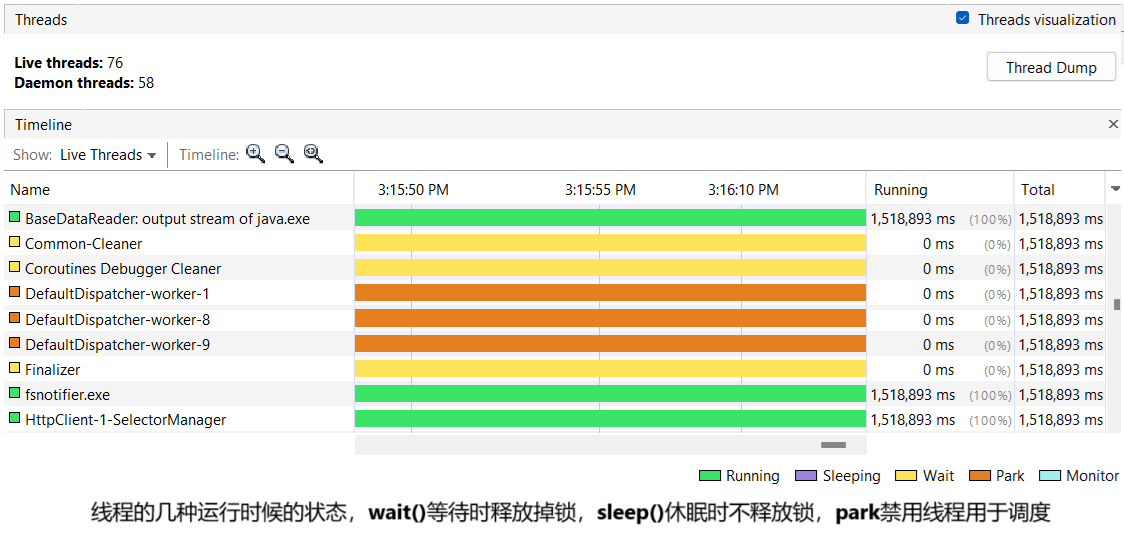 Threads
Threads visualization
Live threads: 76
Daemon threads: 58
Thread Dump
Timeline
Show: Live Threads
Timeline:
Name 3:15:50 PM 3:15:55 PM 3:16:10 PM Running Total
BaseDataReader: output stream of java.exe 1,518,893 ms (100%) 1,518,893 ms
Common-Cleaner 0 ms (0%) 1,518,893 ms
Coroutines Debugger Cleaner 0 ms (0%) 1,518,893 ms
DefaultDispatcher-worker-1 0 ms (0%) 1,518,893 ms
DefaultDispatcher-worker-8 0 ms (0%) 1,518,893 ms
DefaultDispatcher-worker-9 0 ms (0%) 1,518,893 ms
Finalizer 0 ms (0%) 1,518,893 ms
fsnotifier.exe 1,518,893 ms (100%) 1,518,893 ms
HttpClient-1-SelectorManager 1,518,893 ms (100%) 1,518,893 ms
Running Sleeping Wait Park Monitor
线程的几种运行时候的状态，wait()等待时释放掉锁，sleep()休眠时不释放锁，park禁用线程用于调度